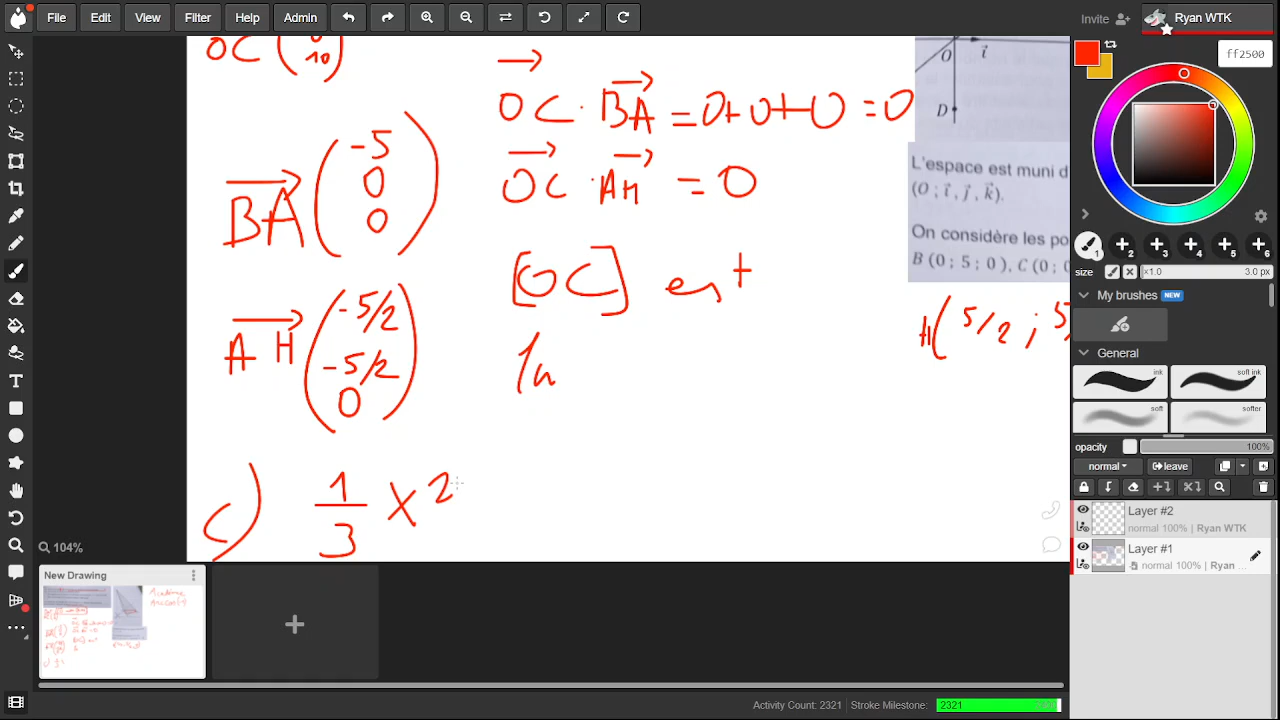 File Edit View Filter Help Admin
Invite Ryan WTK
ff2500
size x1.0 3.0 px
My brushes NEW
General
ink soft ink
soft softer
opacity 100%
normal leave
Layer #2
normal 100% | Ryan WTK
Layer #1
normal 100% | Ryan W...
OC
10
OC · BA = 0+0+0 = 0
OC · AH = 0
BA ( -5
0
0 )
[OC] est
la
AH ( -5/2
-5/2
0 )
c) 1/3 × 2
O i
D
L'espace est muni d
(O ; i , j , k).
On considère les po
B (0 ; 5 ; 0), C (0 ; 0
H( 5/2 ; 5
104%
New Drawing
Activity Count: 2321 Stroke Milestone: 2321